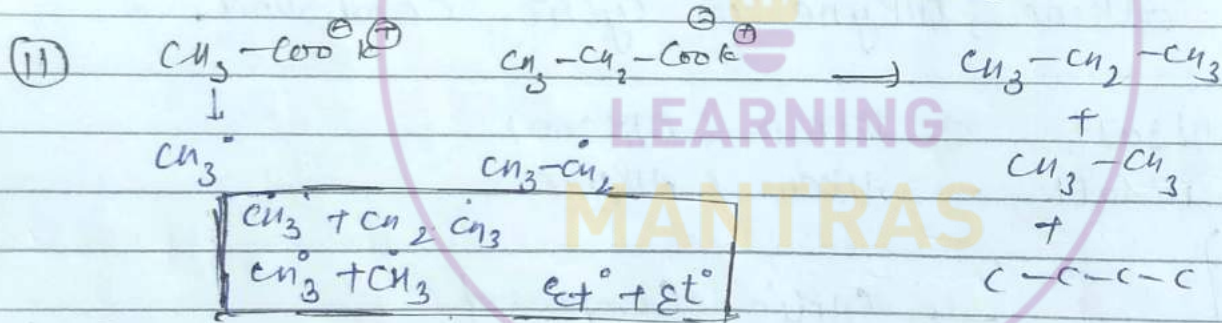 (11) CH3 -COO⊖ K⊕ CH3-CH2-COOK⊖⊕ → CH3-CH2-CH3
↓ LEARNING +
CH3• CH3-CH2• CH3-CH3
MANTRAS
CH3• + CH2•CH3 +
CH3• + CH3• Et• + Et• C-C-C-C